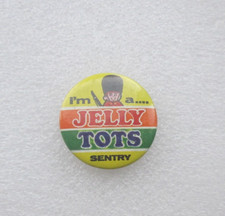 I'm a....
JELLY
TOTS
SENTRY